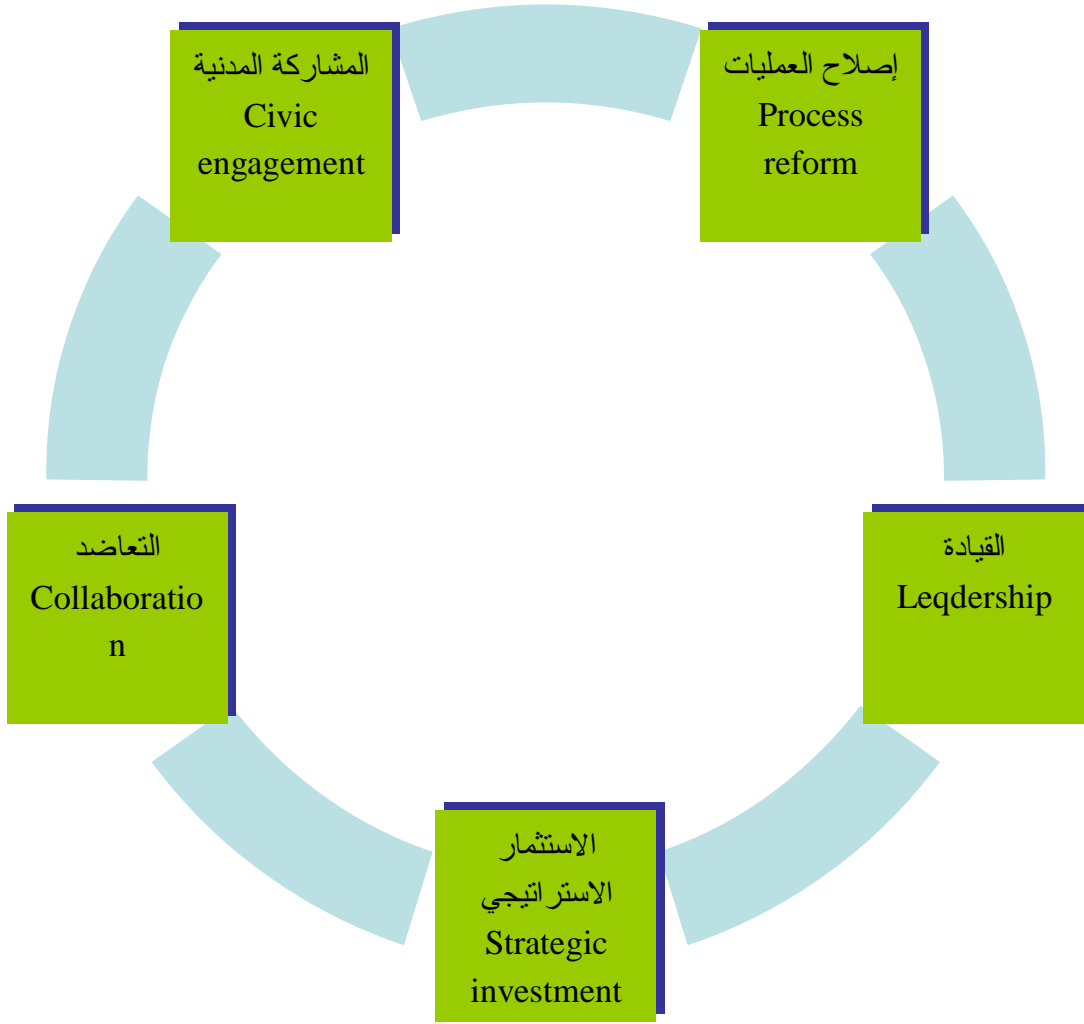 المشاركة المدنية
Civic
engagement
إصلاح العمليات
Process
reform
التعاضد
Collaboratio
n
القيادة
Leqdership
الاستثمار
الاستراتيجي
Strategic
investment